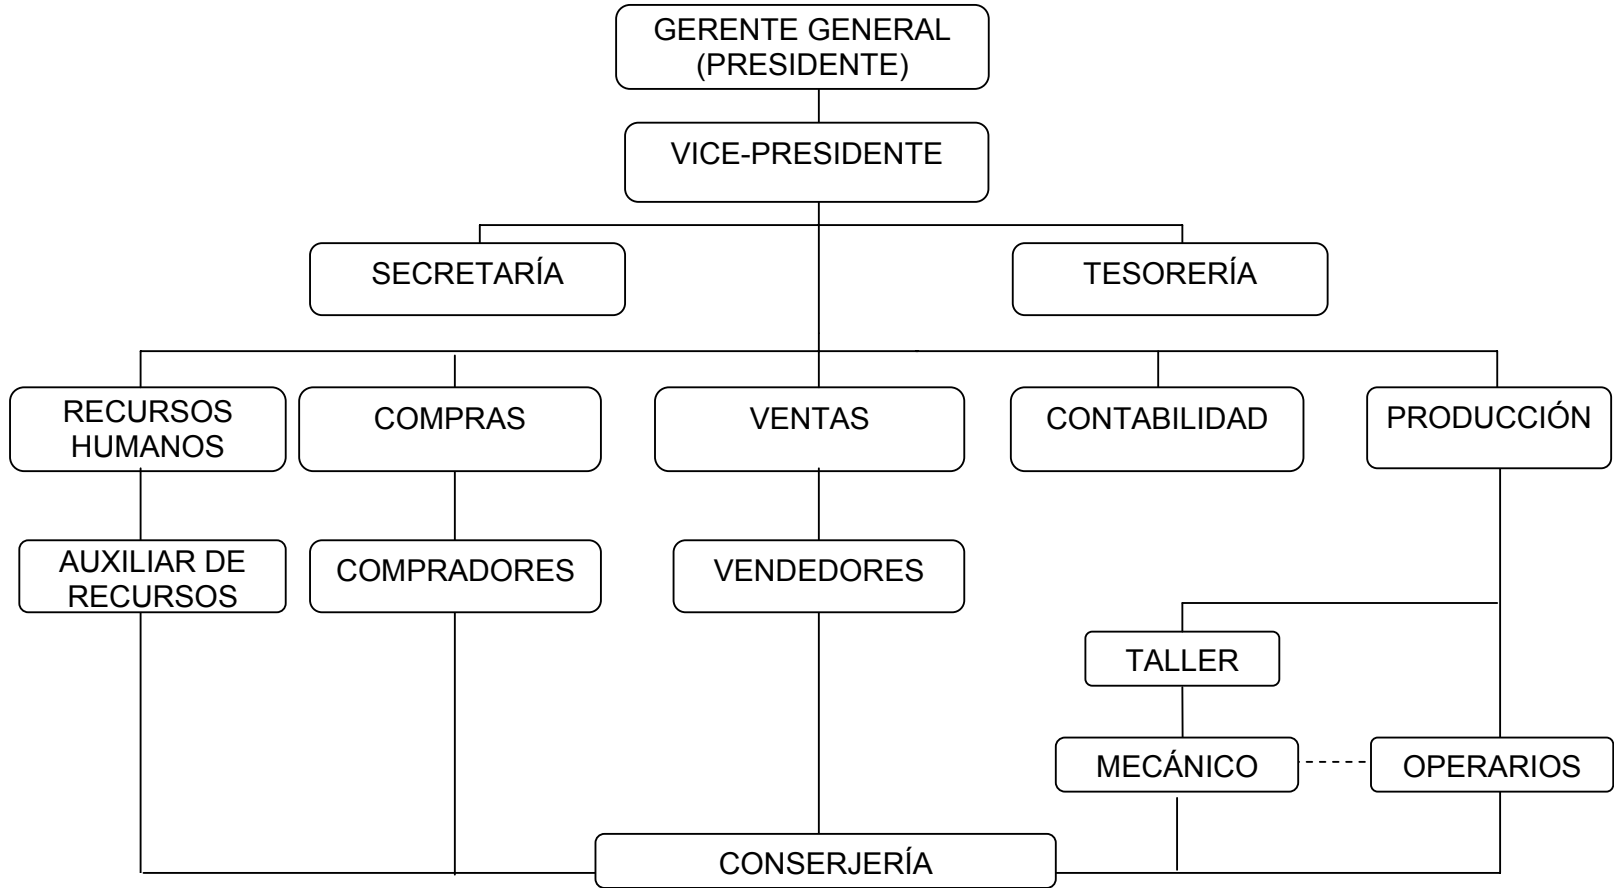 GERENTE GENERAL
(PRESIDENTE)
VICE-PRESIDENTE
SECRETARÍA
TESORERÍA
RECURSOS
HUMANOS
COMPRAS
VENTAS
CONTABILIDAD
PRODUCCIÓN
AUXILIAR DE
RECURSOS
COMPRADORES
VENDEDORES
TALLER
MECÁNICO
OPERARIOS
CONSERJERÍA